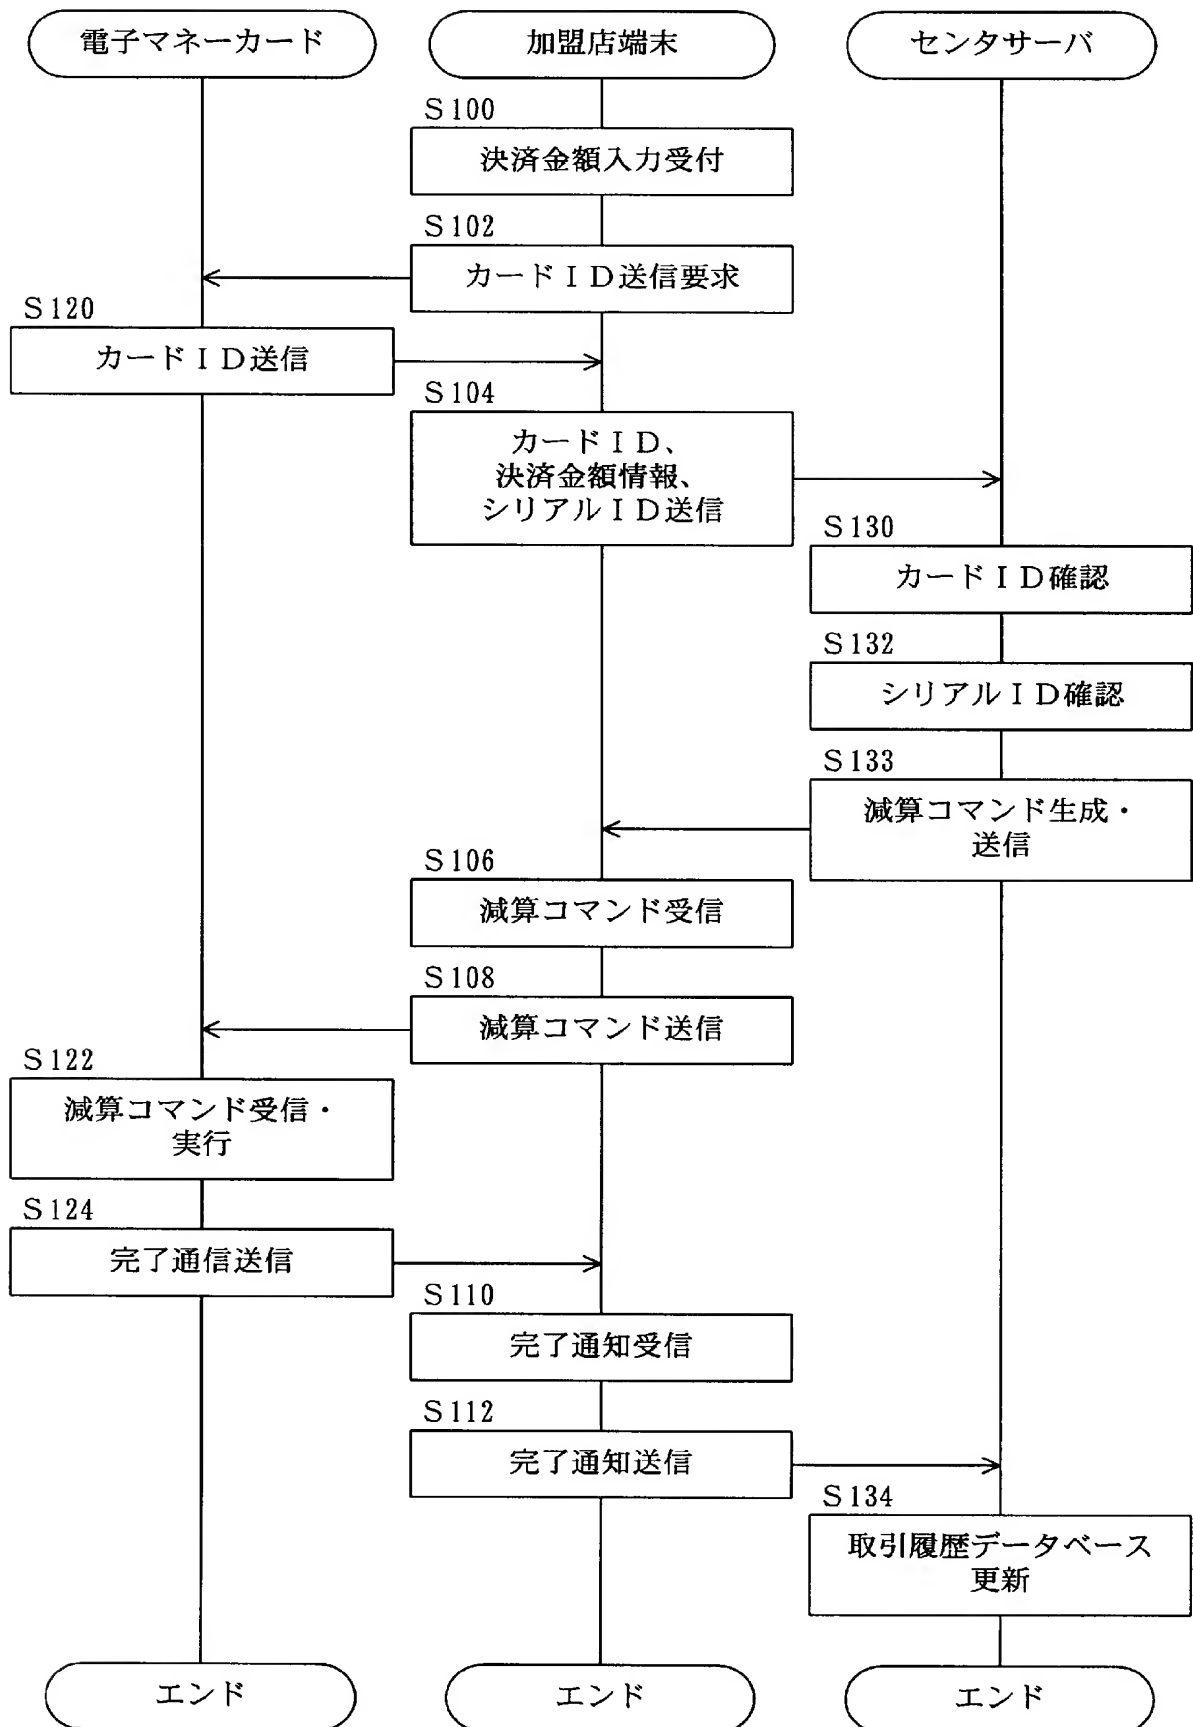 電子マネーカード
加盟店端末
センタサーバ
S100
決済金額入力受付
S102
カードID送信要求
S120
カードID送信
S104
カードID、
決済金額情報、
シリアルID送信
S130
カードID確認
S132
シリアルID確認
S133
減算コマンド生成・
送信
S106
減算コマンド受信
S108
減算コマンド送信
S122
減算コマンド受信・
実行
S124
完了通信送信
S110
完了通知受信
S112
完了通知送信
S134
取引履歴データベース
更新
エンド
エンド
エンド